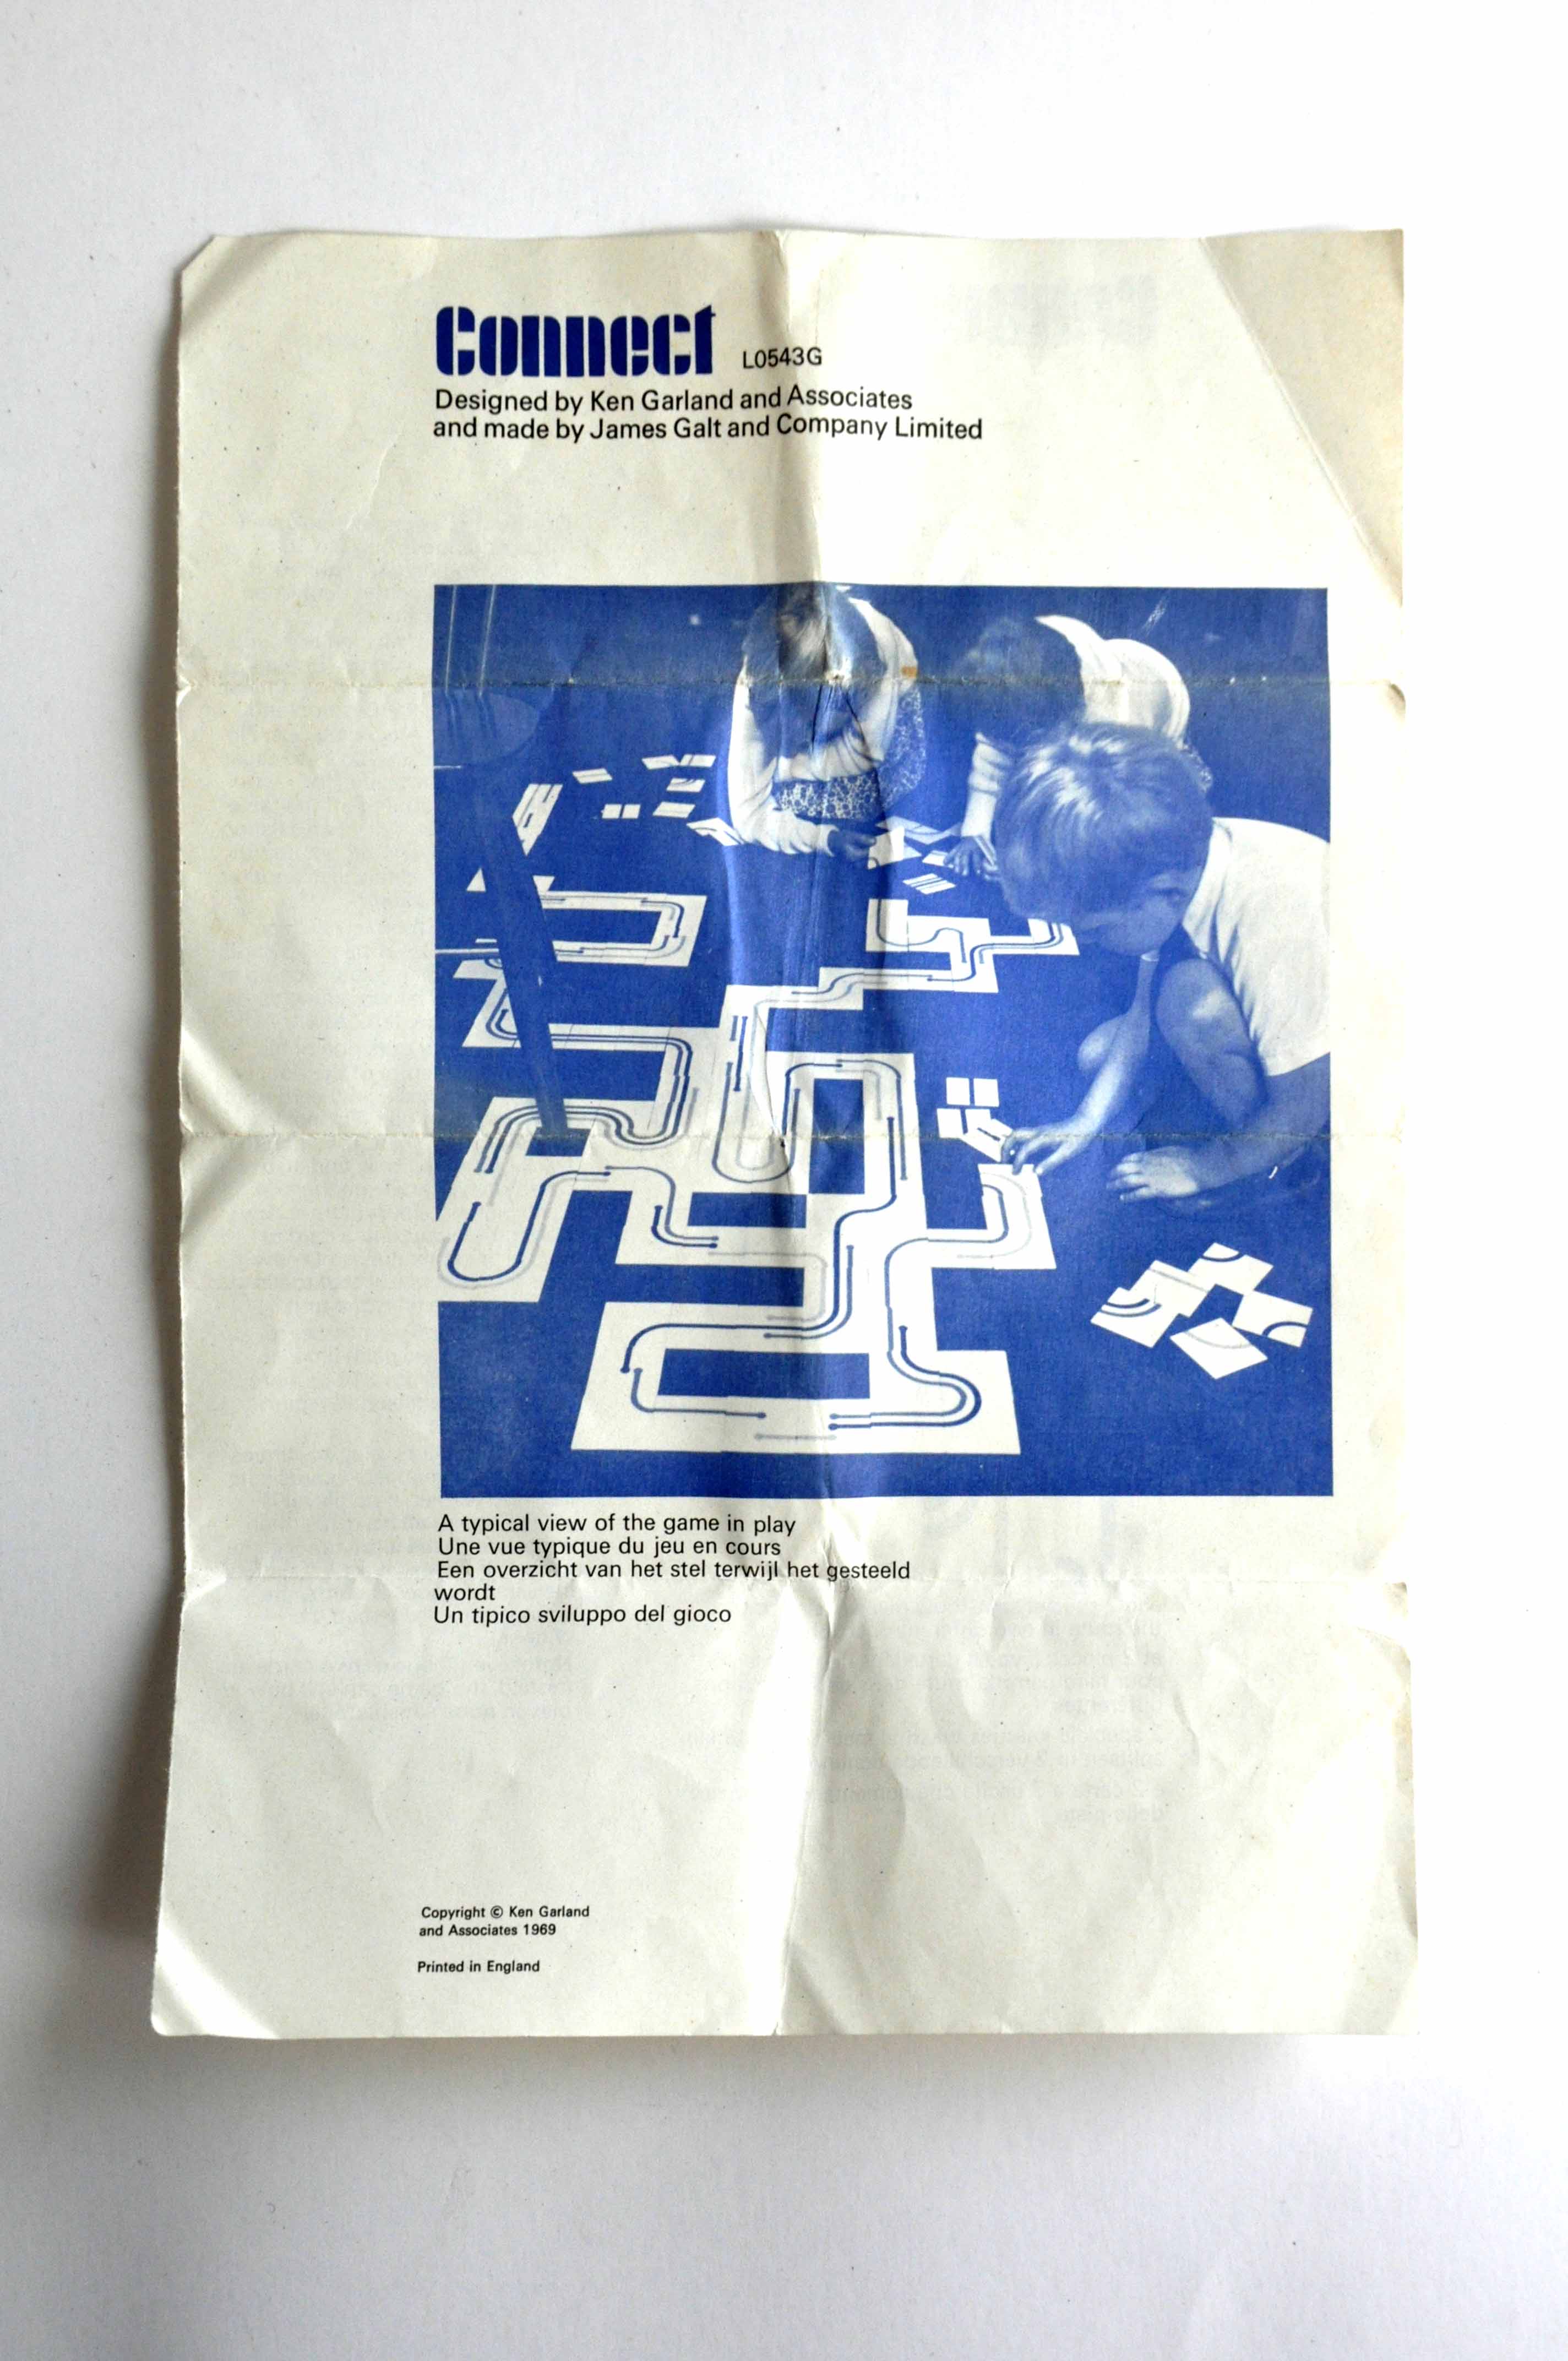 Connect L0543G
Designed by Ken Garland and Associates
and made by James Galt and Company Limited
A typical view of the game in play
Une vue typique du jeu en cours
Een overzicht van het stel terwijl het gesteeld
wordt
Un tipico sviluppo del gioco
Copyright © Ken Garland
and Associates 1969
Printed in England